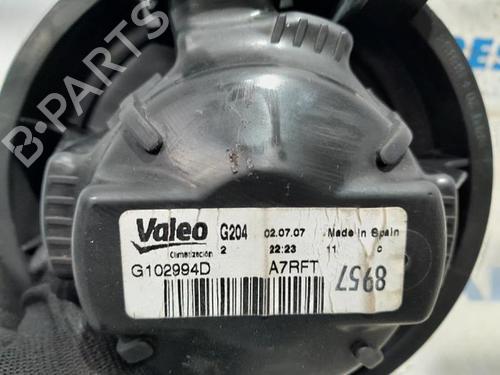 B-PARTS
Valeo G204 02.07.07 Made in Spain
Climatización 2 22:23 11 c
G102994D A7RFT 8957